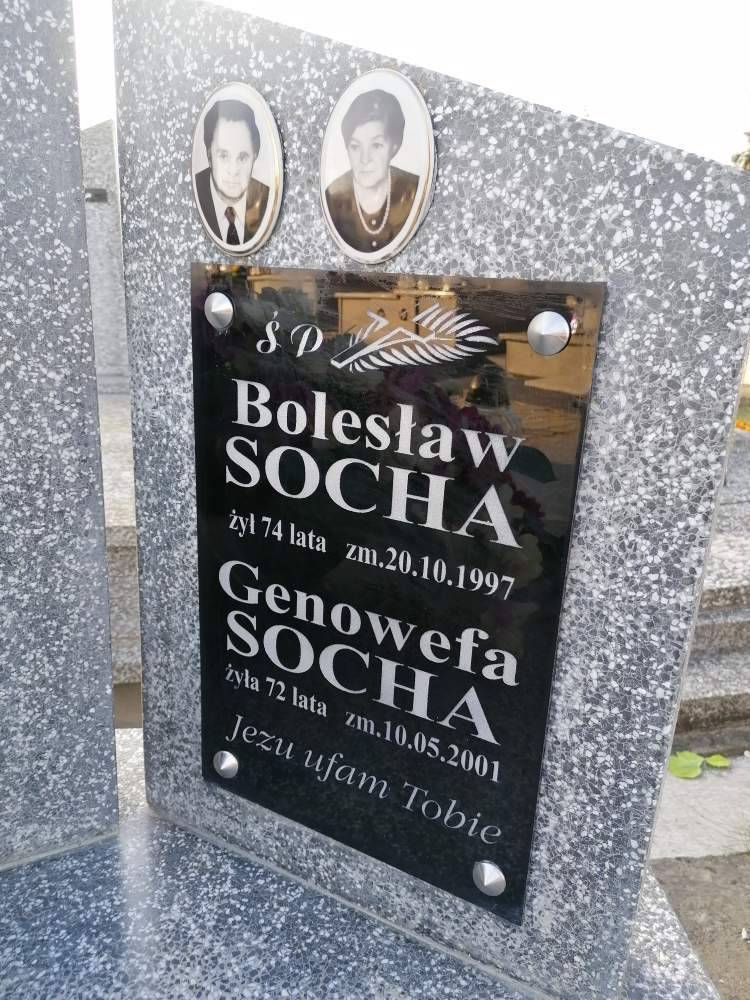 Ś P
Bolesław
SOCHA
żył 74 lata zm.20.10.1997
Genowefa
SOCHA
żyła 72 lata zm.10.05.2001
Jezu ufam Tobie